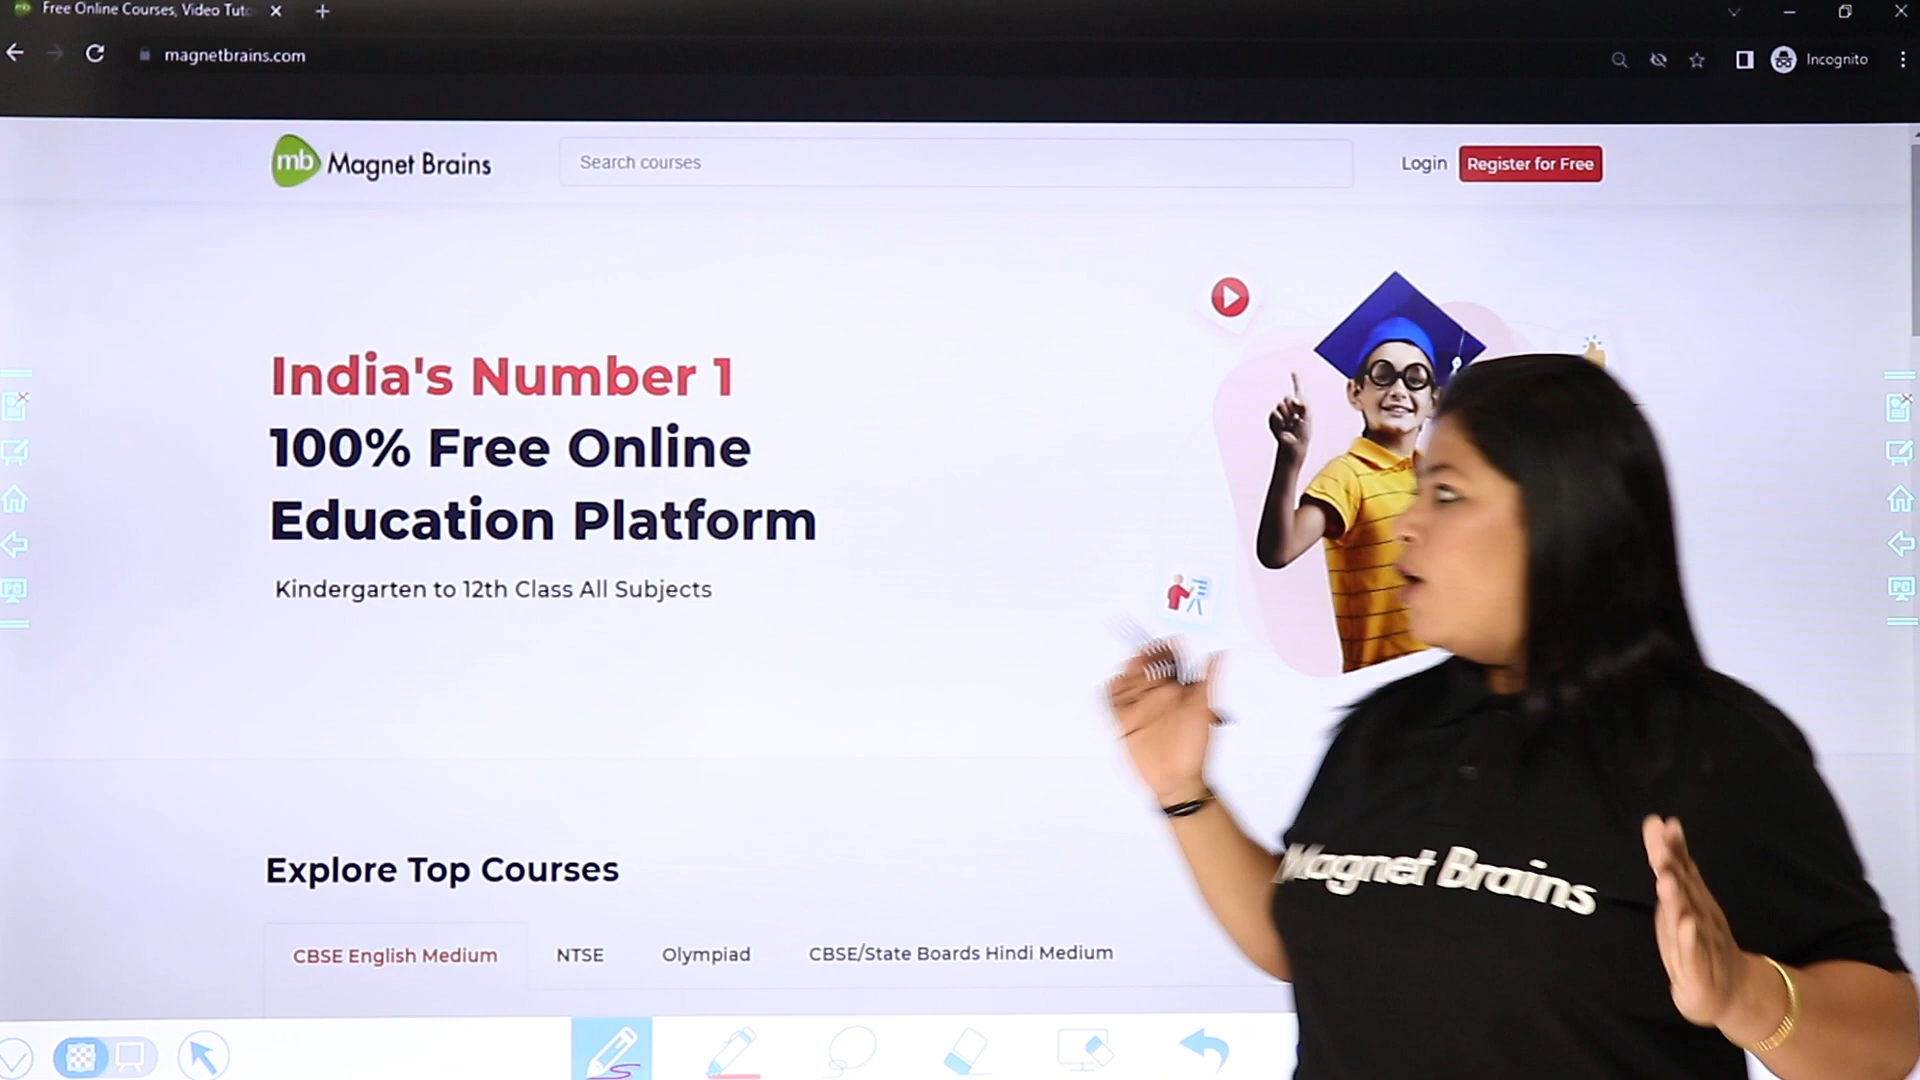 Free Online Courses, Video Tut
magnetbrains.com
Incognito
mb Magnet Brains
Search courses
Login
Register for Free
India's Number 1
100% Free Online
Education Platform
Kindergarten to 12th Class All Subjects
PC
PC
Magnet Brains
Explore Top Courses
CBSE English Medium
NTSE
Olympiad
CBSE/State Boards Hindi Medium